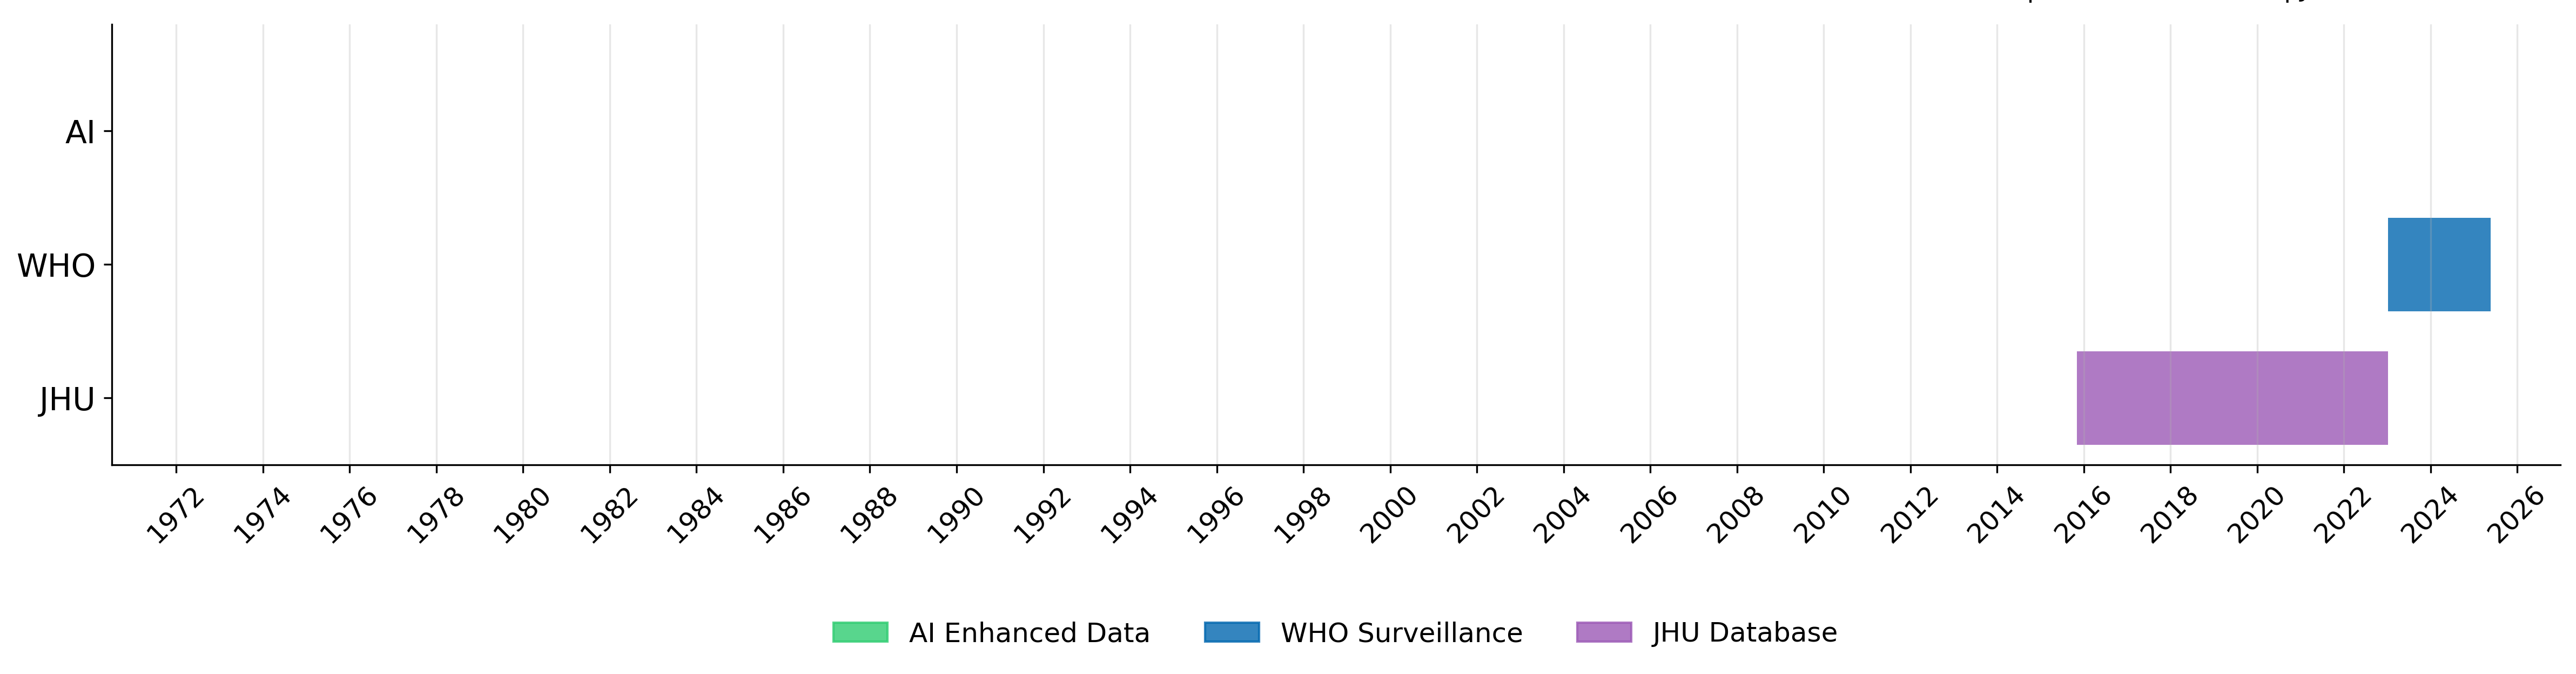 AI
WHO
JHU
1972 1974 1976 1978 1980 1982 1984 1986 1988 1990 1992 1994 1996 1998 2000 2002 2004 2006 2008 2010 2012 2014 2016 2018 2020 2022 2024 2026
AI Enhanced Data WHO Surveillance JHU Database